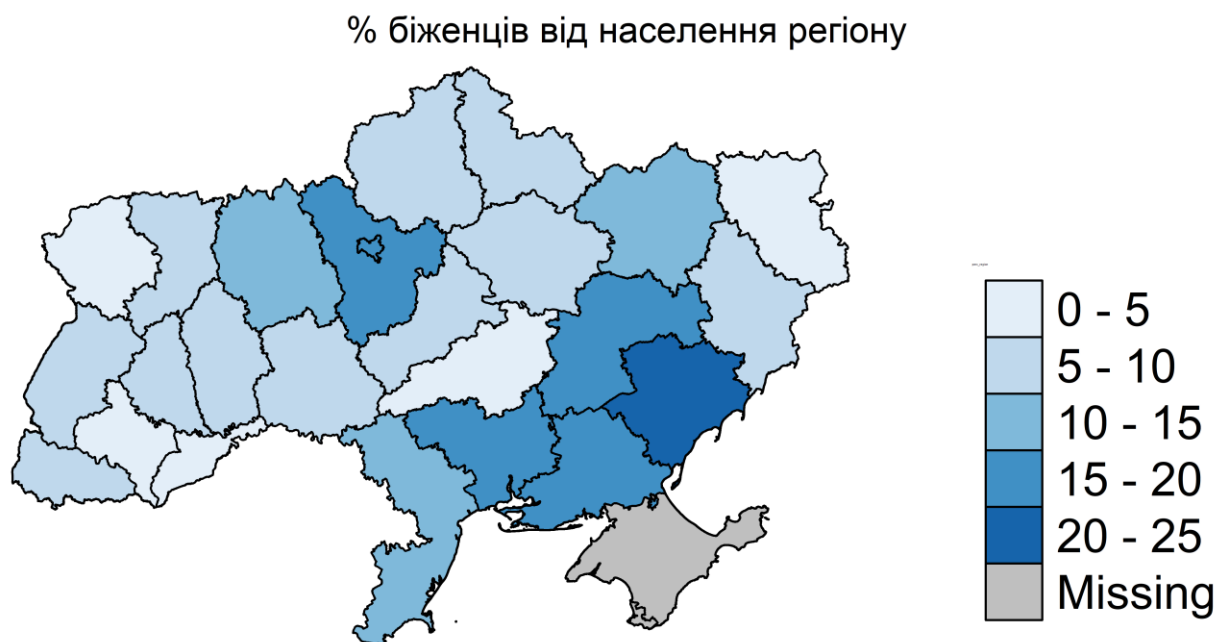 % біженців від населення регіону
0 - 5
5 - 10
10 - 15
15 - 20
20 - 25
Missing